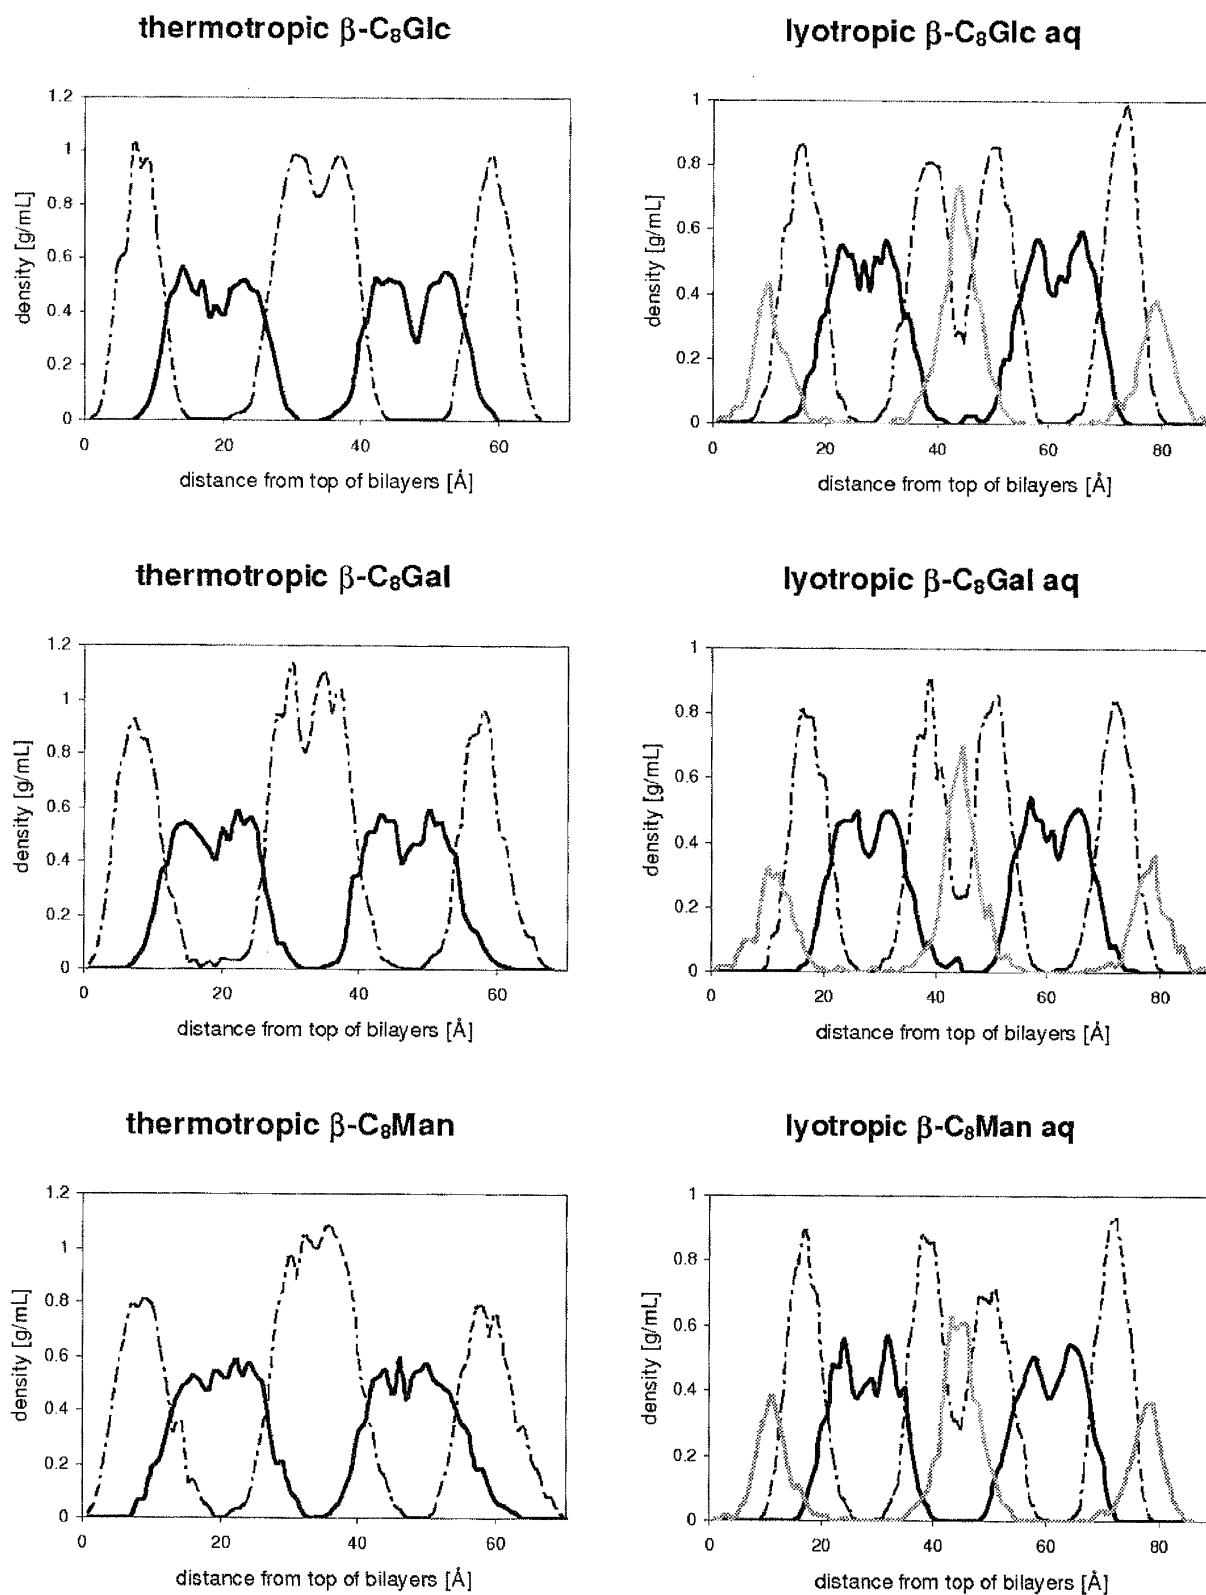 thermotropic β-C₈Glc
1.2
1
0.8
0.6
0.4
0.2
0
density [g/mL]
0 20 40 60
distance from top of bilayers [Å]
lyotropic β-C₈Glc aq
1
0.8
0.6
0.4
0.2
0
density [g/mL]
0 20 40 60 80
distance from top of bilayers [Å]
thermotropic β-C₈Gal
1.2
1
0.8
0.6
0.4
0.2
0
density [g/mL]
0 20 40 60
distance from top of bilayers [Å]
lyotropic β-C₈Gal aq
1
0.8
0.6
0.4
0.2
0
density [g/mL]
0 20 40 60 80
distance from top of bilayers [Å]
thermotropic β-C₈Man
1.2
1
0.8
0.6
0.4
0.2
0
density [g/mL]
0 20 40 60
distance from top of bilayers [Å]
lyotropic β-C₈Man aq
1
0.8
0.6
0.4
0.2
0
density [g/mL]
0 20 40 60 80
distance from top of bilayers [Å]